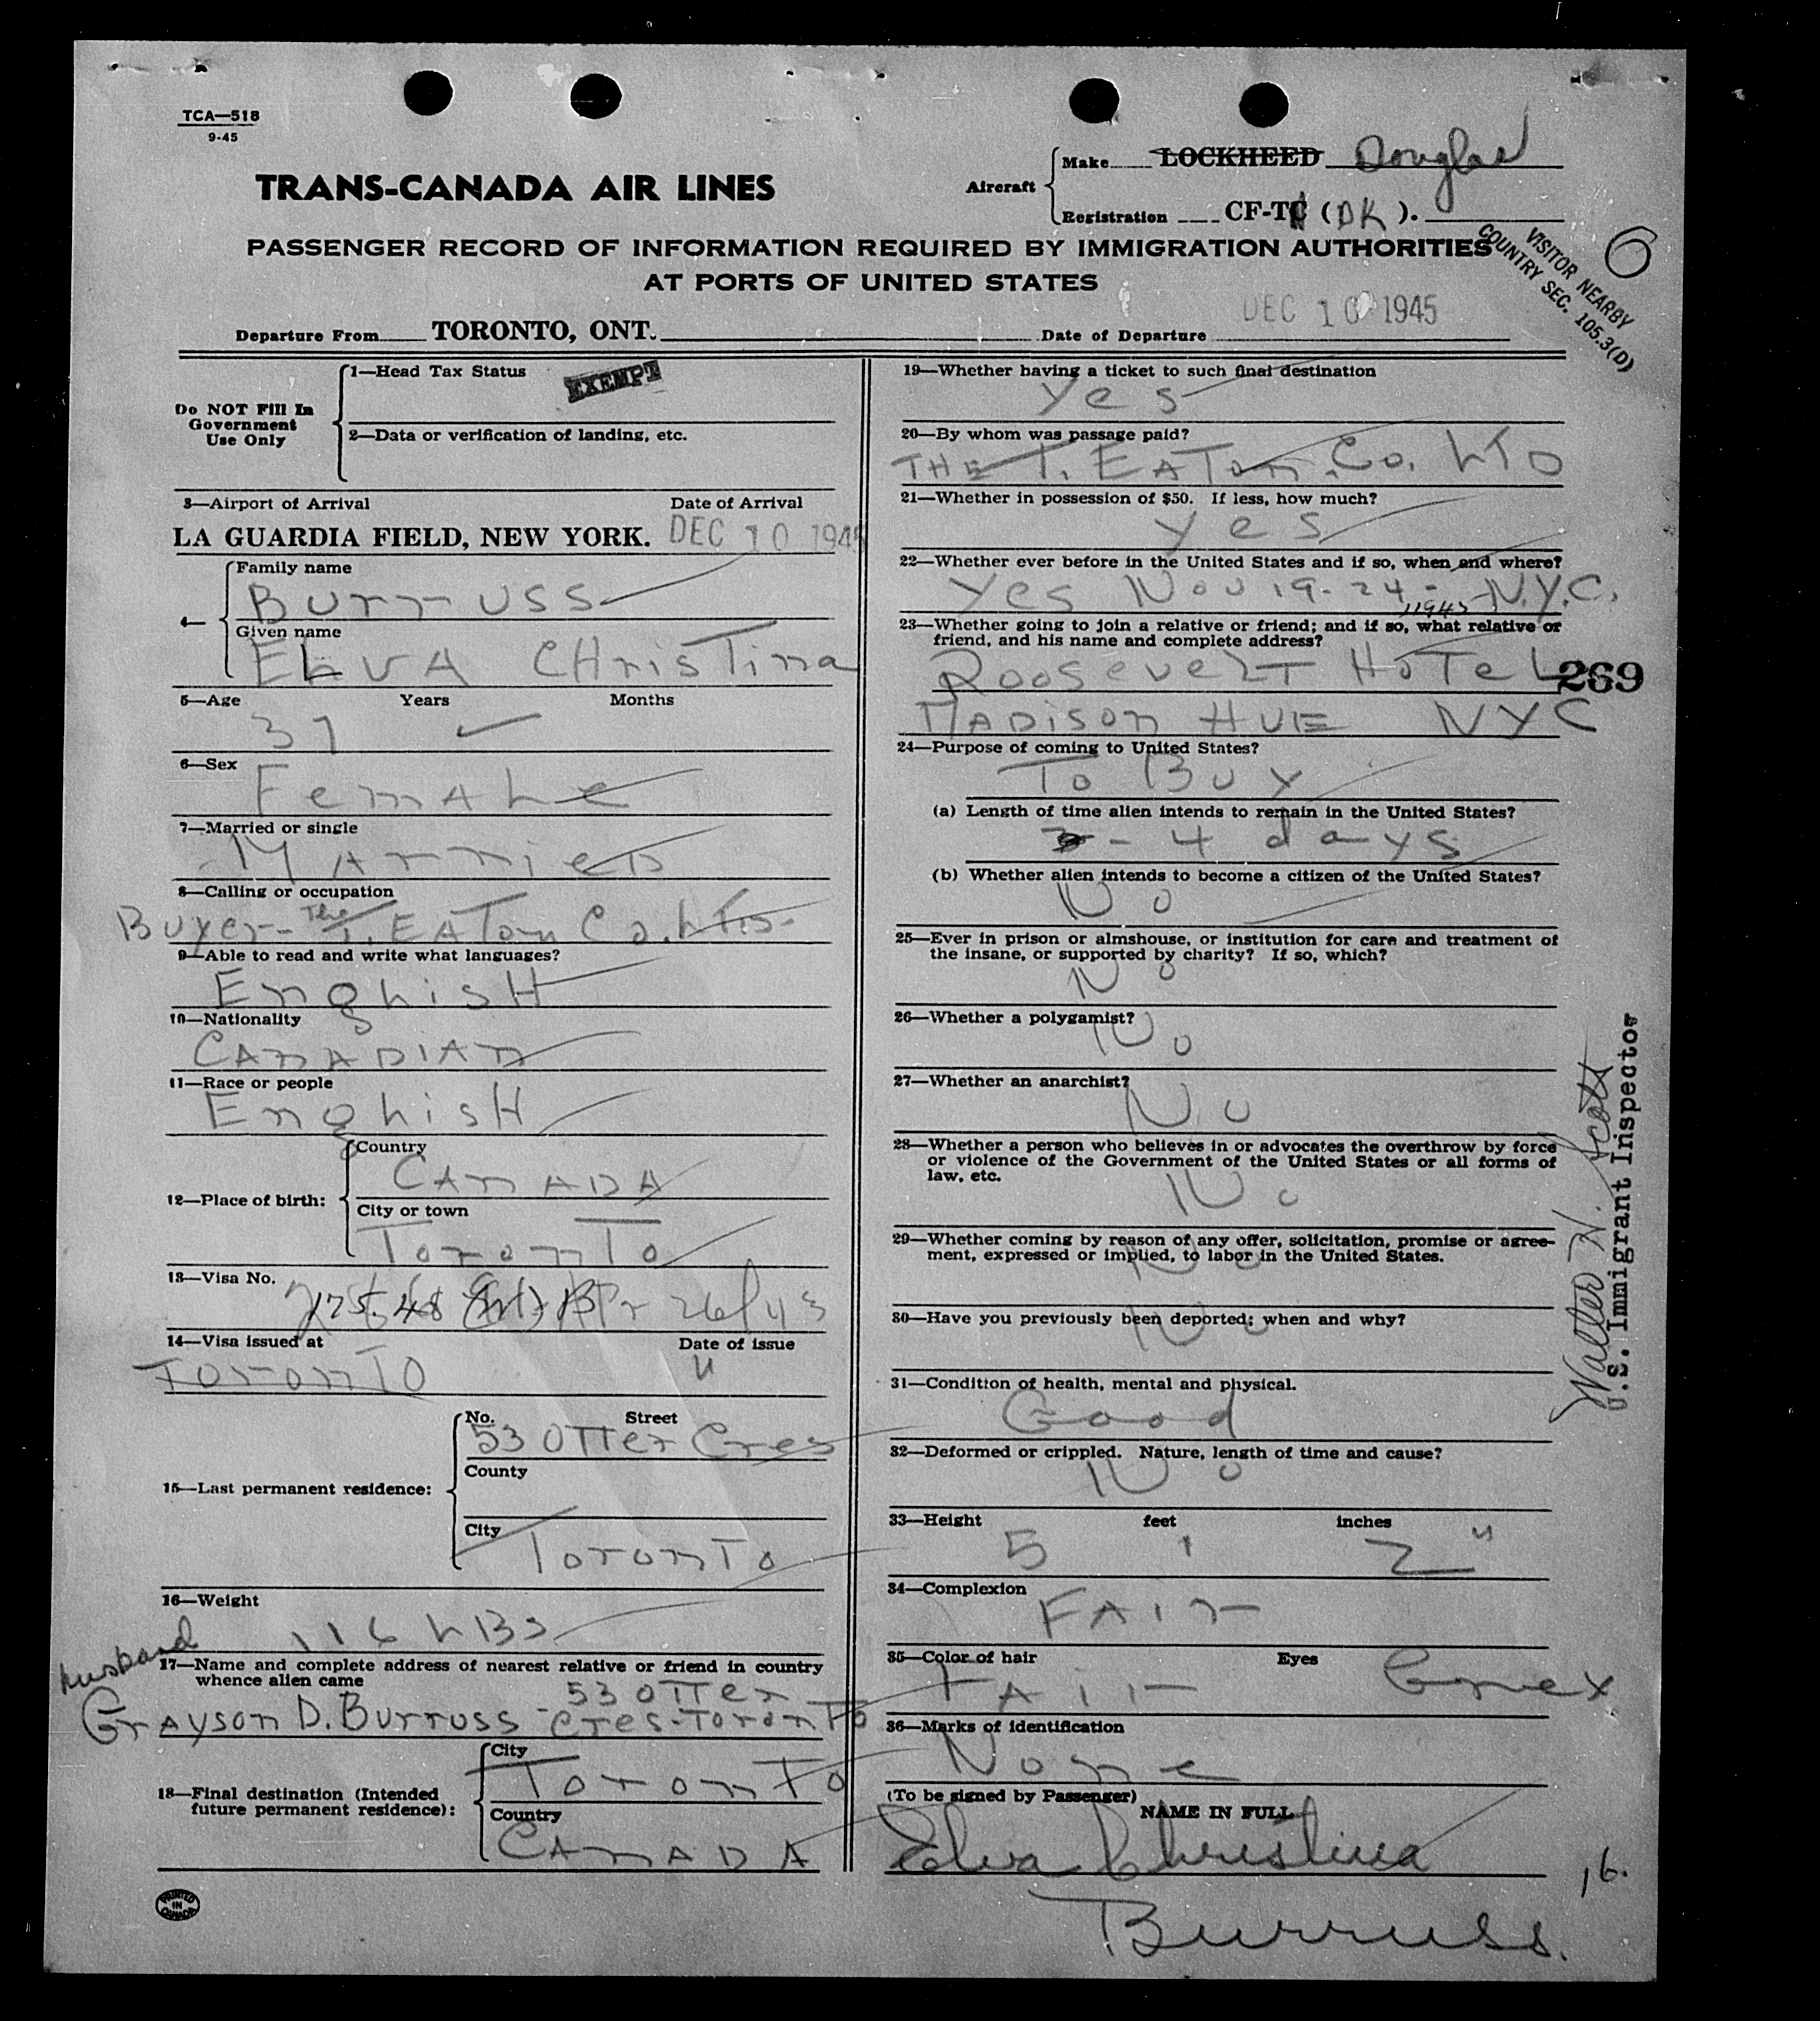 TCA—518
9-45
TRANS-CANADA AIR LINES
Aircraft
Make LOCKHEED Douglas
Registration CF-T (DK).
PASSENGER RECORD OF INFORMATION REQUIRED BY IMMIGRATION AUTHORITIES
AT PORTS OF UNITED STATES
VISITOR NEARBY
COUNTRY SEC. 105.3(D)
6
Departure From TORONTO, ONT. Date of Departure DEC 10 1945
Do NOT Fill In
Government
Use Only
1—Head Tax Status EXEMPT
2—Data or verification of landing, etc.
3—Airport of Arrival Date of Arrival
LA GUARDIA FIELD, NEW YORK. DEC 10 1945
4—
Family name
Burruss
Given name
ELVA CHrisTina
5—Age Years Months
37
6—Sex
FemALe
7—Married or single
MArrieD
8—Calling or occupation
Buyer - The T. EATon Co. LTD.
9—Able to read and write what languages?
EngLisH
10—Nationality
CAnADIAn
11—Race or people
EngLisH
12—Place of birth:
Country
CAnADA
City or town
ToronTo
13—Visa No.
Apr 26/43
14—Visa issued at Date of issue
ToronTO "
15—Last permanent residence:
No. Street
53 OTTer Cres
County
City
ToronTo
16—Weight
116 LBS
husband
17—Name and complete address of nearest relative or friend in country
whence alien came
53 OTTer
Grayson D. Burruss - Cres - ToronTo
18—Final destination (Intended
future permanent residence):
City
ToronTo
Country
CAnADA
PRINTED
IN
CANADA
19—Whether having a ticket to such final destination
Yes
20—By whom was passage paid?
THE T. EATon Co. LTD
21—Whether in possession of $50. If less, how much?
yes
22—Whether ever before in the United States and if so, when and where?
Yes Nov 19-24- 1945 - N.Y.C.
23—Whether going to join a relative or friend; and if so, what relative or
friend, and his name and complete address?
RooseveLT HoTeL
269
MADison AVE NYC
24—Purpose of coming to United States?
To Buy
(a) Length of time alien intends to remain in the United States?
3 - 4 days
(b) Whether alien intends to become a citizen of the United States?
No
25—Ever in prison or almshouse, or institution for care and treatment of
the insane, or supported by charity? If so, which?
No
26—Whether a polygamist?
No
27—Whether an anarchist?
No
28—Whether a person who believes in or advocates the overthrow by force
or violence of the Government of the United States or all forms of
law, etc.
No
29—Whether coming by reason of any offer, solicitation, promise or agree-
ment, expressed or implied, to labor in the United States.
No
30—Have you previously been deported; when and why?
No
31—Condition of health, mental and physical.
Good
32—Deformed or crippled. Nature, length of time and cause?
No
33—Height feet inches
5 ' 2"
34—Complexion
FAir
35—Color of hair Eyes
FAir Grey
36—Marks of identification
None
(To be signed by Passenger)
NAME IN FULL
Elva Christina
Burruss.
16.
Walter N. Scott
U.S. Immigrant Inspector